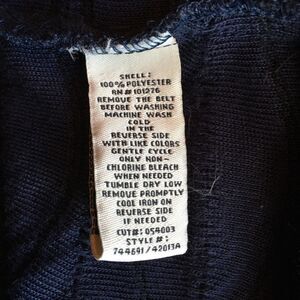 SHELL:
100% POLYESTER
RN# 101276
REMOVE THE BELT
BEFORE WASHING
MACHINE WASH
COLD
IN THE
REVERSE SIDE
WITH LIKE COLORS
GENTLE CYCLE
ONLY NON-
CHLORINE BLEACH
WHEN NEEDED
TUMBLE DRY LOW
REMOVE PROMPTLY
COOL IRON ON
REVERSE SIDE
IF NEEDED
CUT#: 054003
STYLE#:
744691/42013A